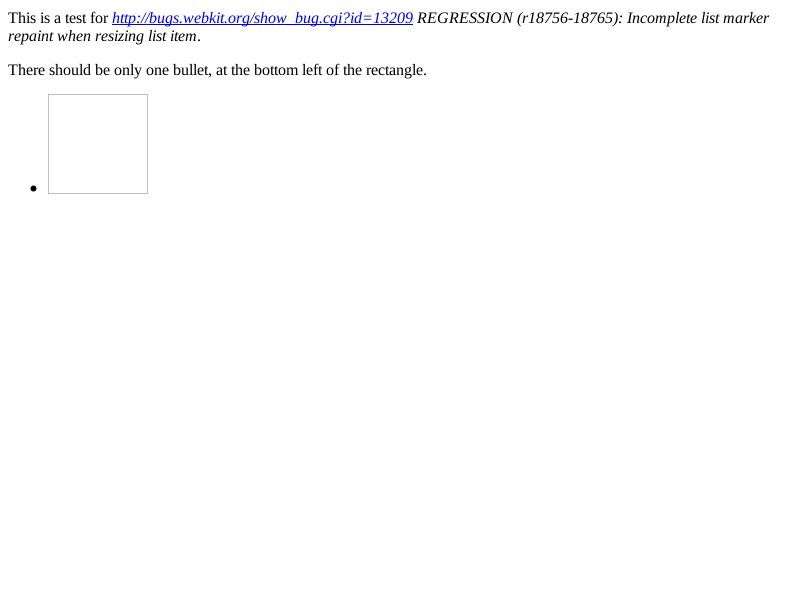 This is a test for http://bugs.webkit.org/show_bug.cgi?id=13209 REGRESSION (r18756-18765): Incomplete list marker
repaint when resizing list item.
There should be only one bullet, at the bottom left of the rectangle.